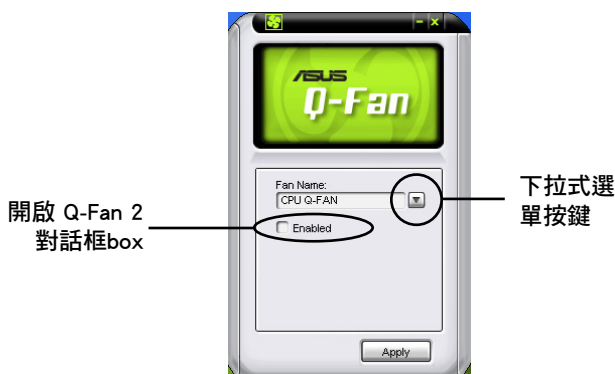 ASUS
Q-Fan
Fan Name:
CPU Q-FAN
Enabled
Apply
開啟 Q-Fan 2
對話框box
下拉式選
單按鍵